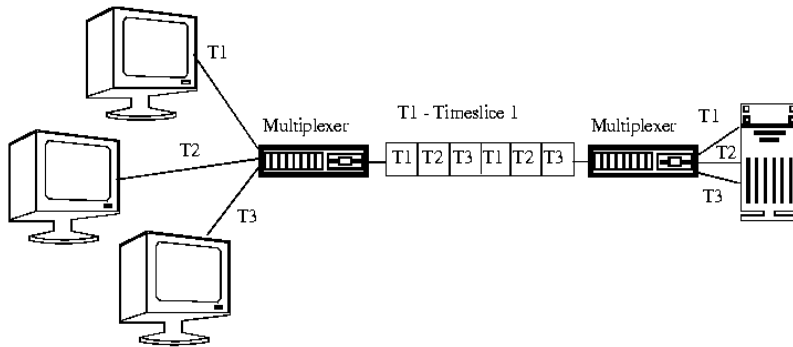 T1
T2
T3
Multiplexer
T1 - Timeslice 1
T1 T2 T3 T1 T2 T3
Multiplexer
T1
T2
T3